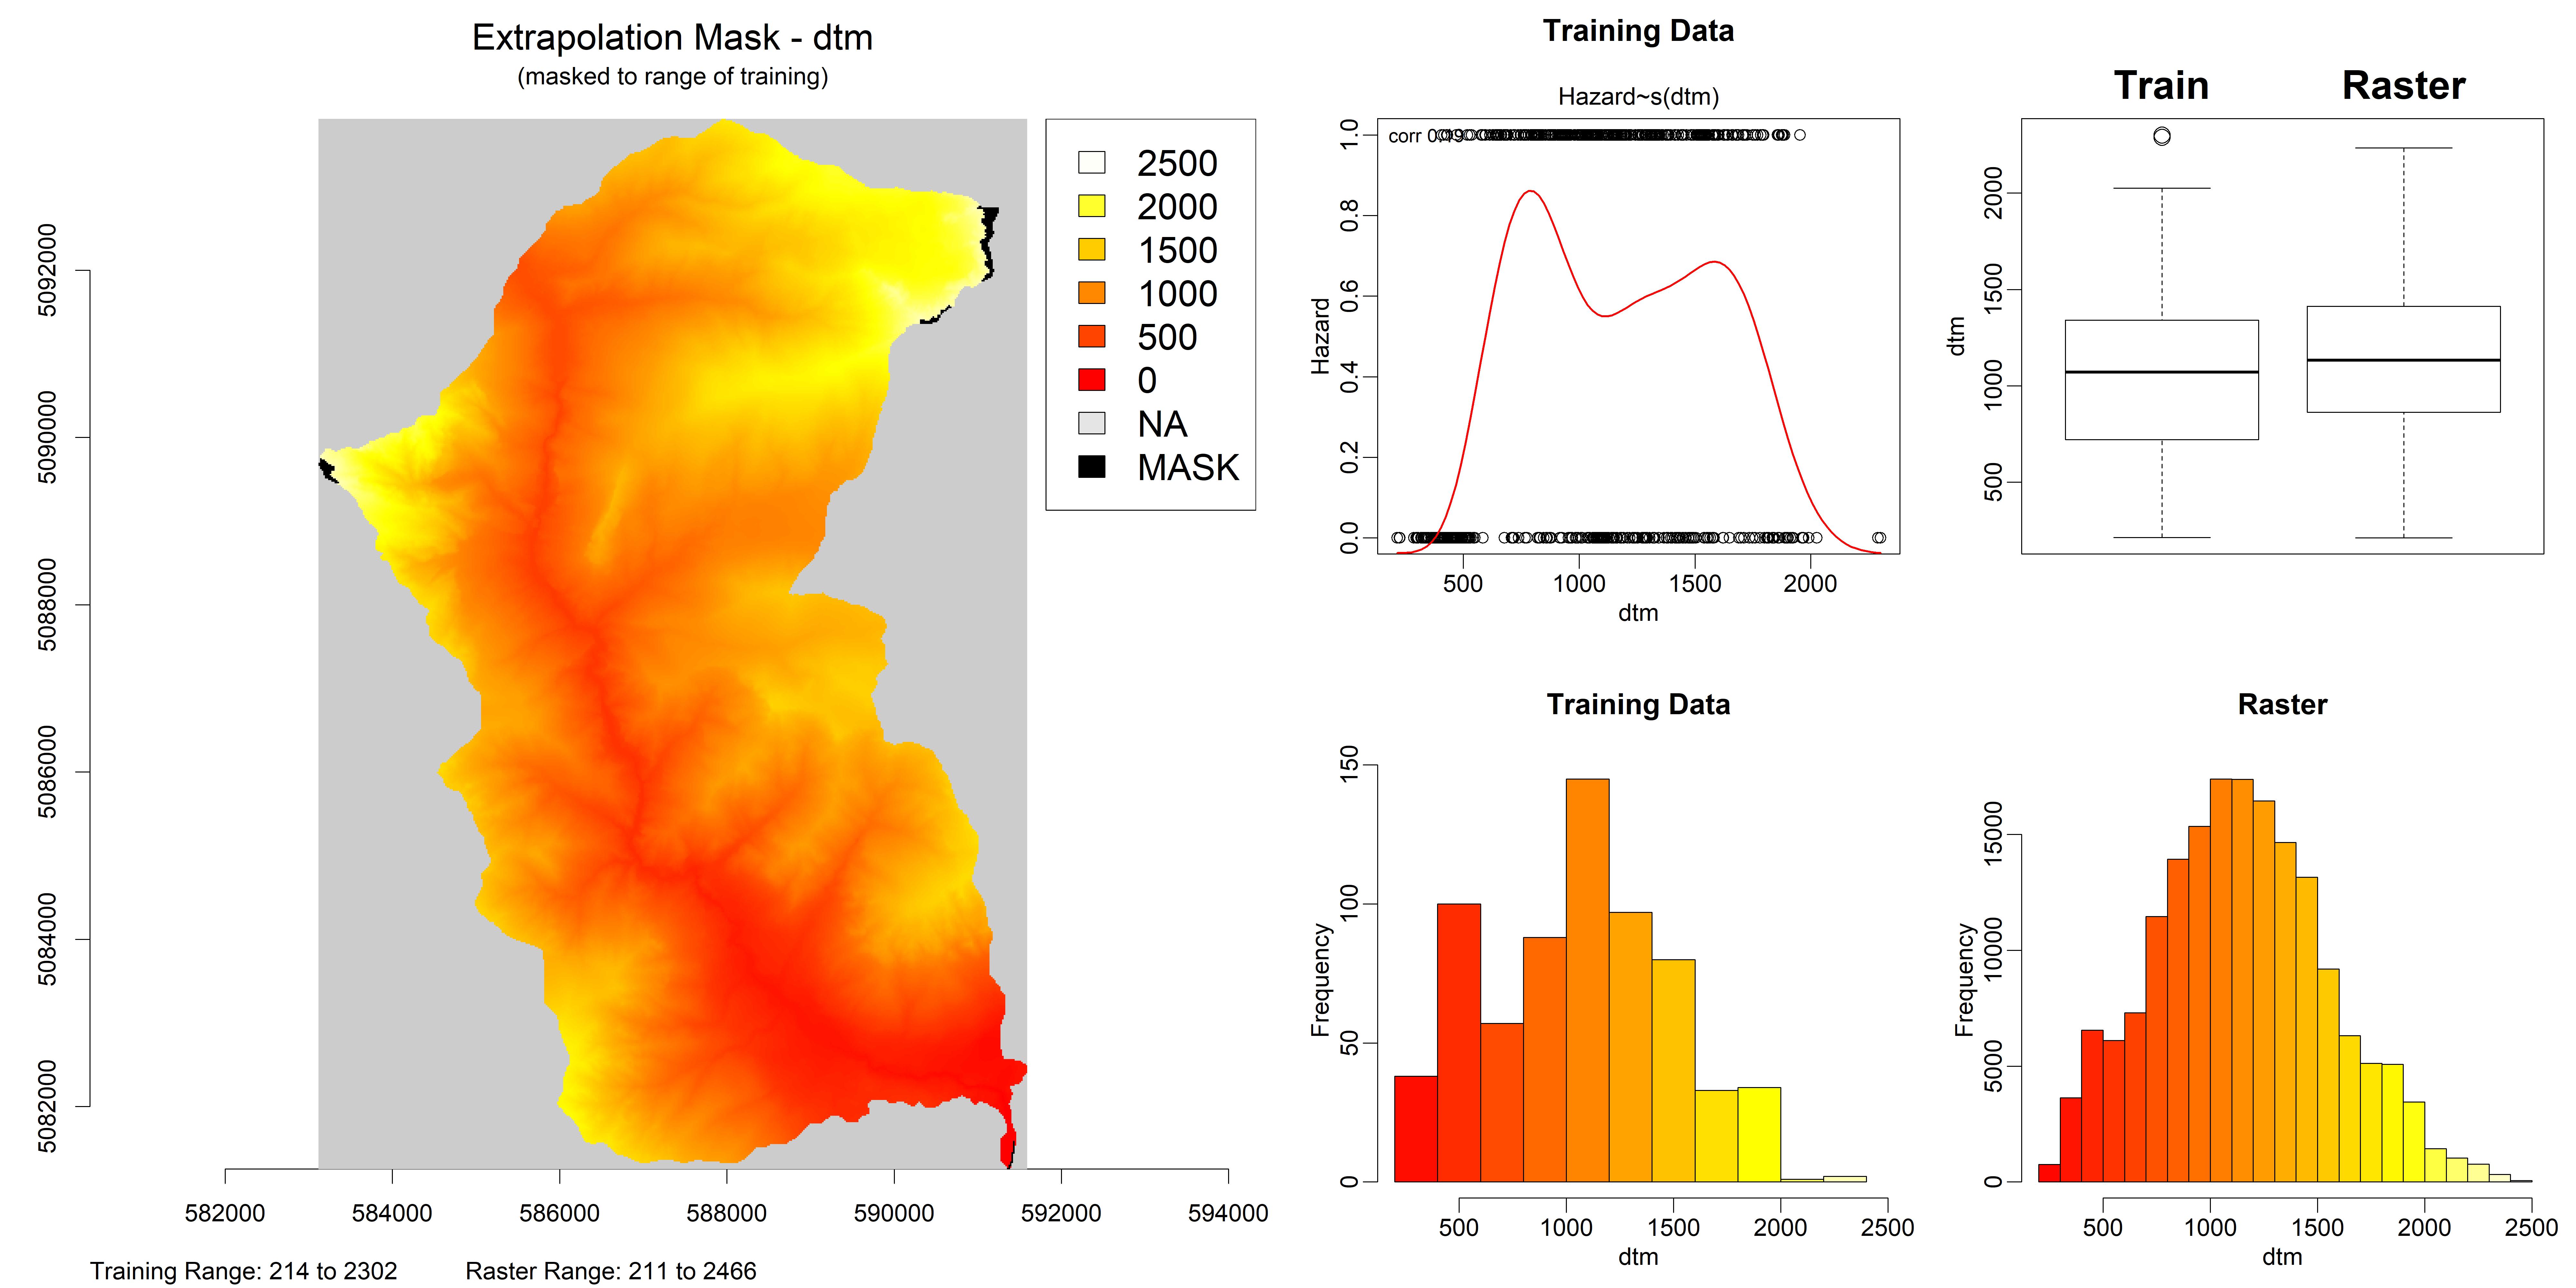 Extrapolation Mask - dtm
(masked to range of training)
5082000
5084000
5086000
5088000
5090000
5092000
582000
584000
586000
588000
590000
592000
594000
2500
2000
1500
1000
500
0
NA
MASK
Training Range: 214 to 2302
Raster Range: 211 to 2466
Training Data
Hazard~s(dtm)
corr
Hazard
0.0
0.2
0.4
0.6
0.8
1.0
500
1000
1500
2000
dtm
Train
Raster
dtm
500
1000
1500
2000
Training Data
Frequency
0
50
100
150
500
1000
1500
2000
2500
dtm
Raster
Frequency
0
5000
10000
15000
500
1000
1500
2000
2500
dtm